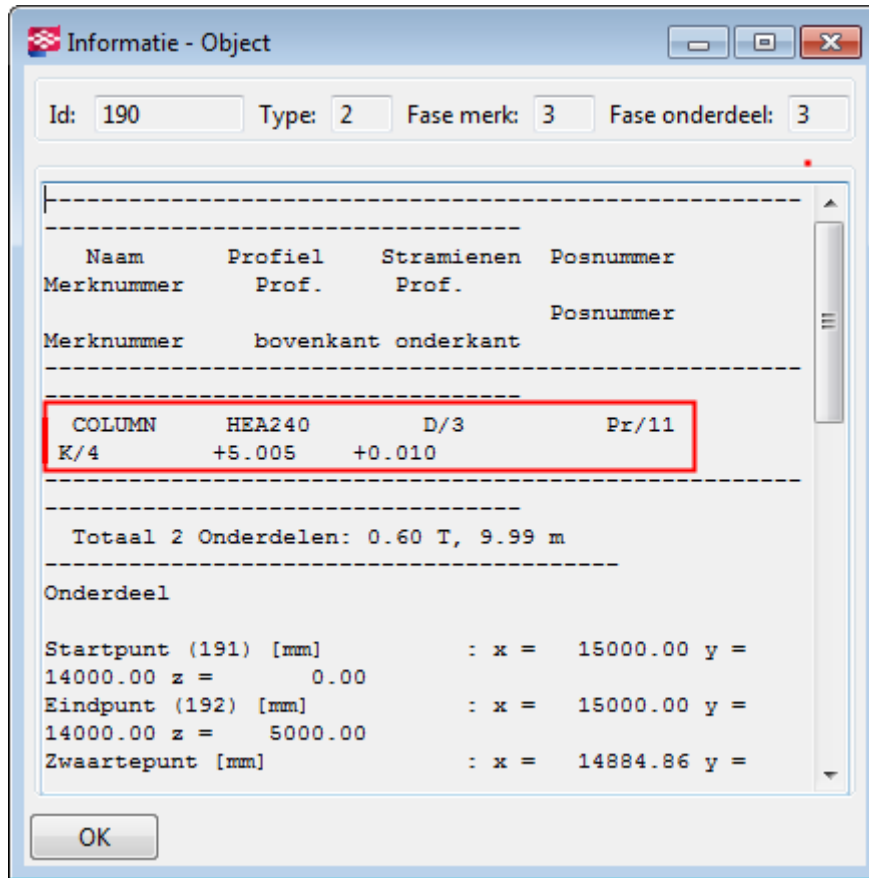 Informatie - Object
Id: 190 Type: 2 Fase merk: 3 Fase onderdeel: 3
--------------------------------------------------------
-----------------------------------
Naam Profiel Stramienen Posnummer
Merknummer Prof. Prof.
Posnummer
Merknummer bovenkant onderkant
--------------------------------------------------------
-----------------------------------
COLUMN HEA240 D/3 Pr/11
K/4 +5.005 +0.010
--------------------------------------------------------
-----------------------------------
Totaal 2 Onderdelen: 0.60 T, 9.99 m
------------------------------------------
Onderdeel
Startpunt (191) [mm] : x = 15000.00 y =
14000.00 z = 0.00
Eindpunt (192) [mm] : x = 15000.00 y =
14000.00 z = 5000.00
Zwaartepunt [mm] : x = 14884.86 y =
OK